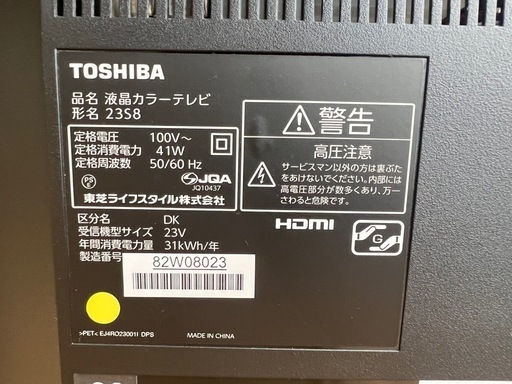 TOSHIBA
品名 液晶カラーテレビ
形名 23S8
定格電圧 100V～
定格消費電力 41W
定格周波数 50/60 Hz
PS
E
JQA
JQ10437
東芝ライフスタイル株式会社
区分名 DK
受信機型サイズ 23V
年間消費電力量 31kWh/年
製造番号
82W08023
>PET< EJ4RO23001I DPS
MADE IN CHINA
警告
高圧注意
サービスマン以外の方は裏ぶた
をあけないでください。内部には
高電圧部分が数多くあり、万一
さわると危険です。
HDMI
G